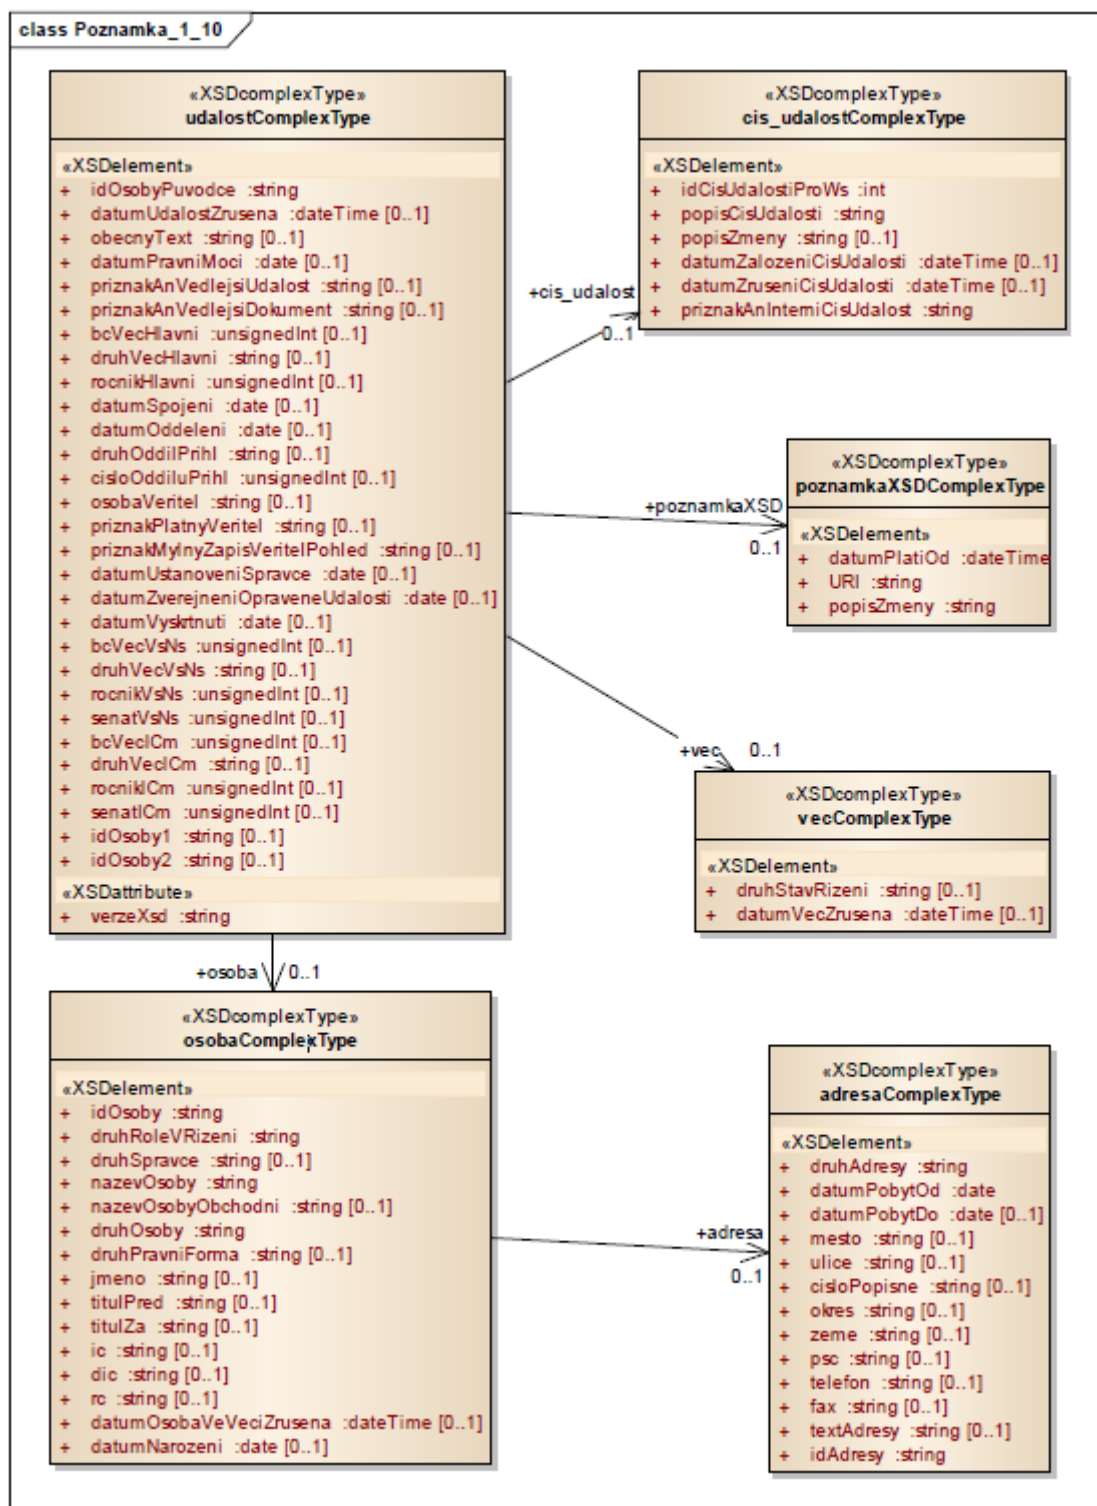 class Poznamka_1_10
«XSDcomplexType»
udalostComplexType
«XSDelement»
+ idOsobyPuvodce :string
+ datumUdalostZrusena :dateTime [0..1]
+ obecnyText :string [0..1]
+ datumPravniMoci :date [0..1]
+ priznakAnVedlejsiUdalost :string [0..1]
+ priznakAnVedlejsiDokument :string [0..1]
+ bcVecHlavni :unsignedInt [0..1]
+ druhVecHlavni :string [0..1]
+ rocnikHlavni :unsignedInt [0..1]
+ datumSpojeni :date [0..1]
+ datumOddeleni :date [0..1]
+ druhOddilPrihl :string [0..1]
+ cisloOddiluPrihl :unsignedInt [0..1]
+ osobaVeritel :string [0..1]
+ priznakPlatnyVeritel :string [0..1]
+ priznakMylnyZapisVeritelPohled :string [0..1]
+ datumUstanoveniSpravce :date [0..1]
+ datumZverejneniOpraveneUdalosti :date [0..1]
+ datumVyskrtnuti :date [0..1]
+ bcVecVsNs :unsignedInt [0..1]
+ druhVecVsNs :string [0..1]
+ rocnikVsNs :unsignedInt [0..1]
+ senatVsNs :unsignedInt [0..1]
+ bcVecICm :unsignedInt [0..1]
+ druhVecICm :string [0..1]
+ rocnikICm :unsignedInt [0..1]
+ senatICm :unsignedInt [0..1]
+ idOsoby1 :string [0..1]
+ idOsoby2 :string [0..1]
«XSDattribute»
+ verzeXsd :string
+cis_udalost
0..1
«XSDcomplexType»
cis_udalostComplexType
«XSDelement»
+ idCisUdalostiProWs :int
+ popisCisUdalosti :string
+ popisZmeny :string [0..1]
+ datumZalozeniCisUdalosti :dateTime [0..1]
+ datumZruseniCisUdalosti :dateTime [0..1]
+ priznakAnInterniCisUdalost :string
+poznamkaXSD
0..1
«XSDcomplexType»
poznamkaXSDComplexType
«XSDelement»
+ datumPlatiOd :dateTime
+ URI :string
+ popisZmeny :string
+vec 0..1
«XSDcomplexType»
vecComplexType
«XSDelement»
+ druhStavRizeni :string [0..1]
+ datumVecZrusena :dateTime [0..1]
+osoba 0..1
«XSDcomplexType»
osobaComplexType
«XSDelement»
+ idOsoby :string
+ druhRoleVRizeni :string
+ druhSpravce :string [0..1]
+ nazevOsoby :string
+ nazevOsobyObchodni :string [0..1]
+ druhOsoby :string
+ druhPravniForma :string [0..1]
+ jmeno :string [0..1]
+ titulPred :string [0..1]
+ titulZa :string [0..1]
+ ic :string [0..1]
+ dic :string [0..1]
+ rc :string [0..1]
+ datumOsobaVeVeciZrusena :dateTime [0..1]
+ datumNarozeni :date [0..1]
+adresa
0..1
«XSDcomplexType»
adresaComplexType
«XSDelement»
+ druhAdresy :string
+ datumPobytOd :date
+ datumPobytDo :date [0..1]
+ mesto :string [0..1]
+ ulice :string [0..1]
+ cisloPopisne :string [0..1]
+ okres :string [0..1]
+ zeme :string [0..1]
+ psc :string [0..1]
+ telefon :string [0..1]
+ fax :string [0..1]
+ textAdresy :string [0..1]
+ idAdresy :string